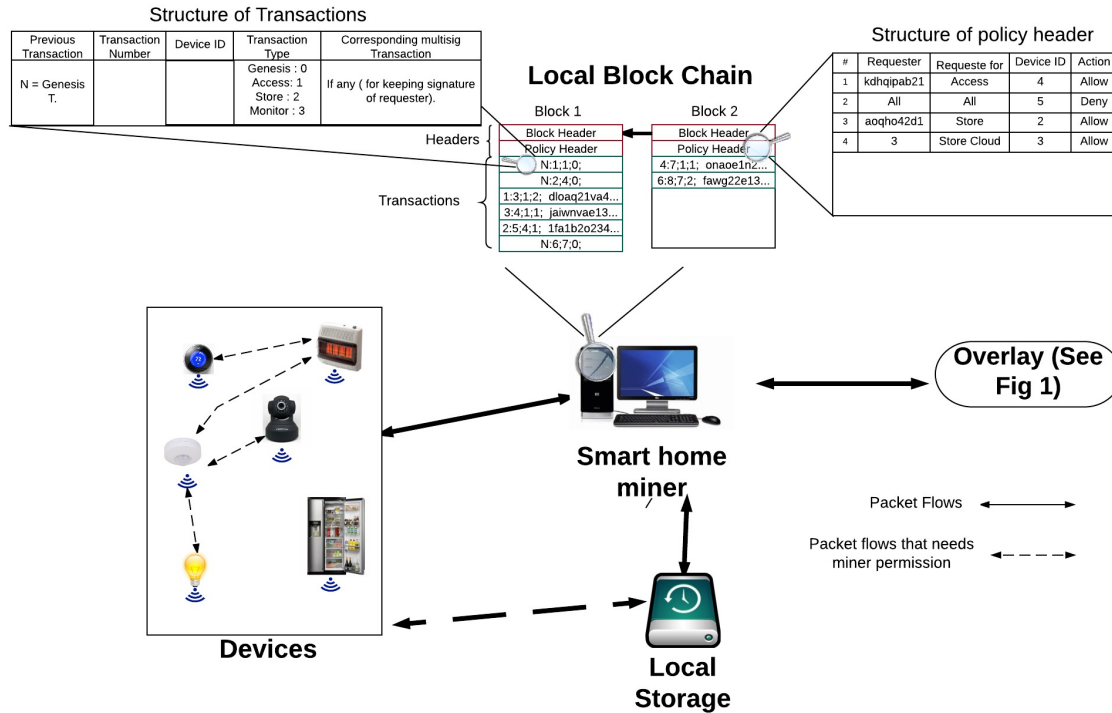 Structure of Transactions
Previous Transaction
Transaction Number
Device ID
Transaction Type
Corresponding multisig Transaction
N = Genesis T.
Genesis : 0
Access: 1
Store : 2
Monitor : 3
If any ( for keeping signature of requester).
Structure of policy header
# Requester Requeste for Device ID Action
1 kdhqipab21 Access 4 Allow
2 All All 5 Deny
3 aoqho42d1 Store 2 Allow
4 3 Store Cloud 3 Allow
Local Block Chain
Block 1
Block 2
Headers
Transactions
Block Header
Policy Header
N:1;1;0;
N:2;4;0;
1:3;1;2; dloaq21va4...
3:4;1;1; jaiwnvae13...
2:5;4;1; 1fa1b2o234...
N:6;7;0;
Block Header
Policy Header
4:7;1;1; onaoe1n2...
6:8;7;2; fawg22e13...
72
Devices
Smart home
miner
Overlay (See
Fig 1)
Packet Flows
Packet flows that needs
miner permission
Local
Storage